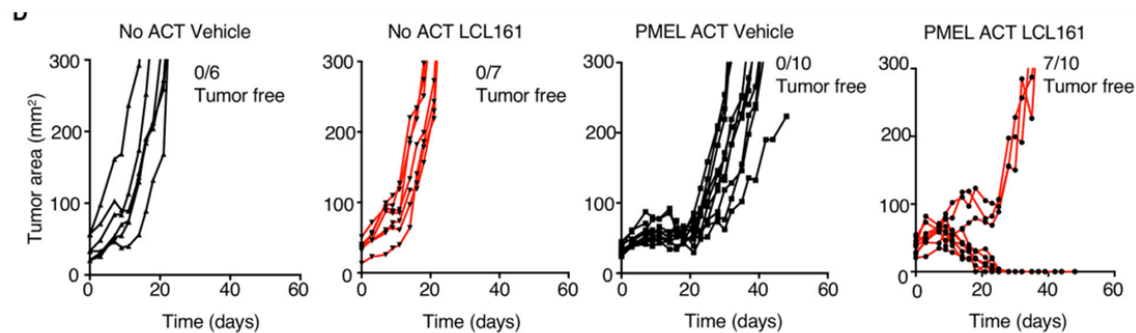 D
No ACT Vehicle
300
200
100
0
0
20
40
60
Tumor area (mm²)
Time (days)
0/6
Tumor free
No ACT LCL161
300
200
100
0
0
20
40
60
Time (days)
0/7
Tumor free
PMEL ACT Vehicle
300
200
100
0
0
20
40
60
Time (days)
0/10
Tumor free
PMEL ACT LCL161
300
200
100
0
0
20
40
60
Time (days)
7/10
Tumor free